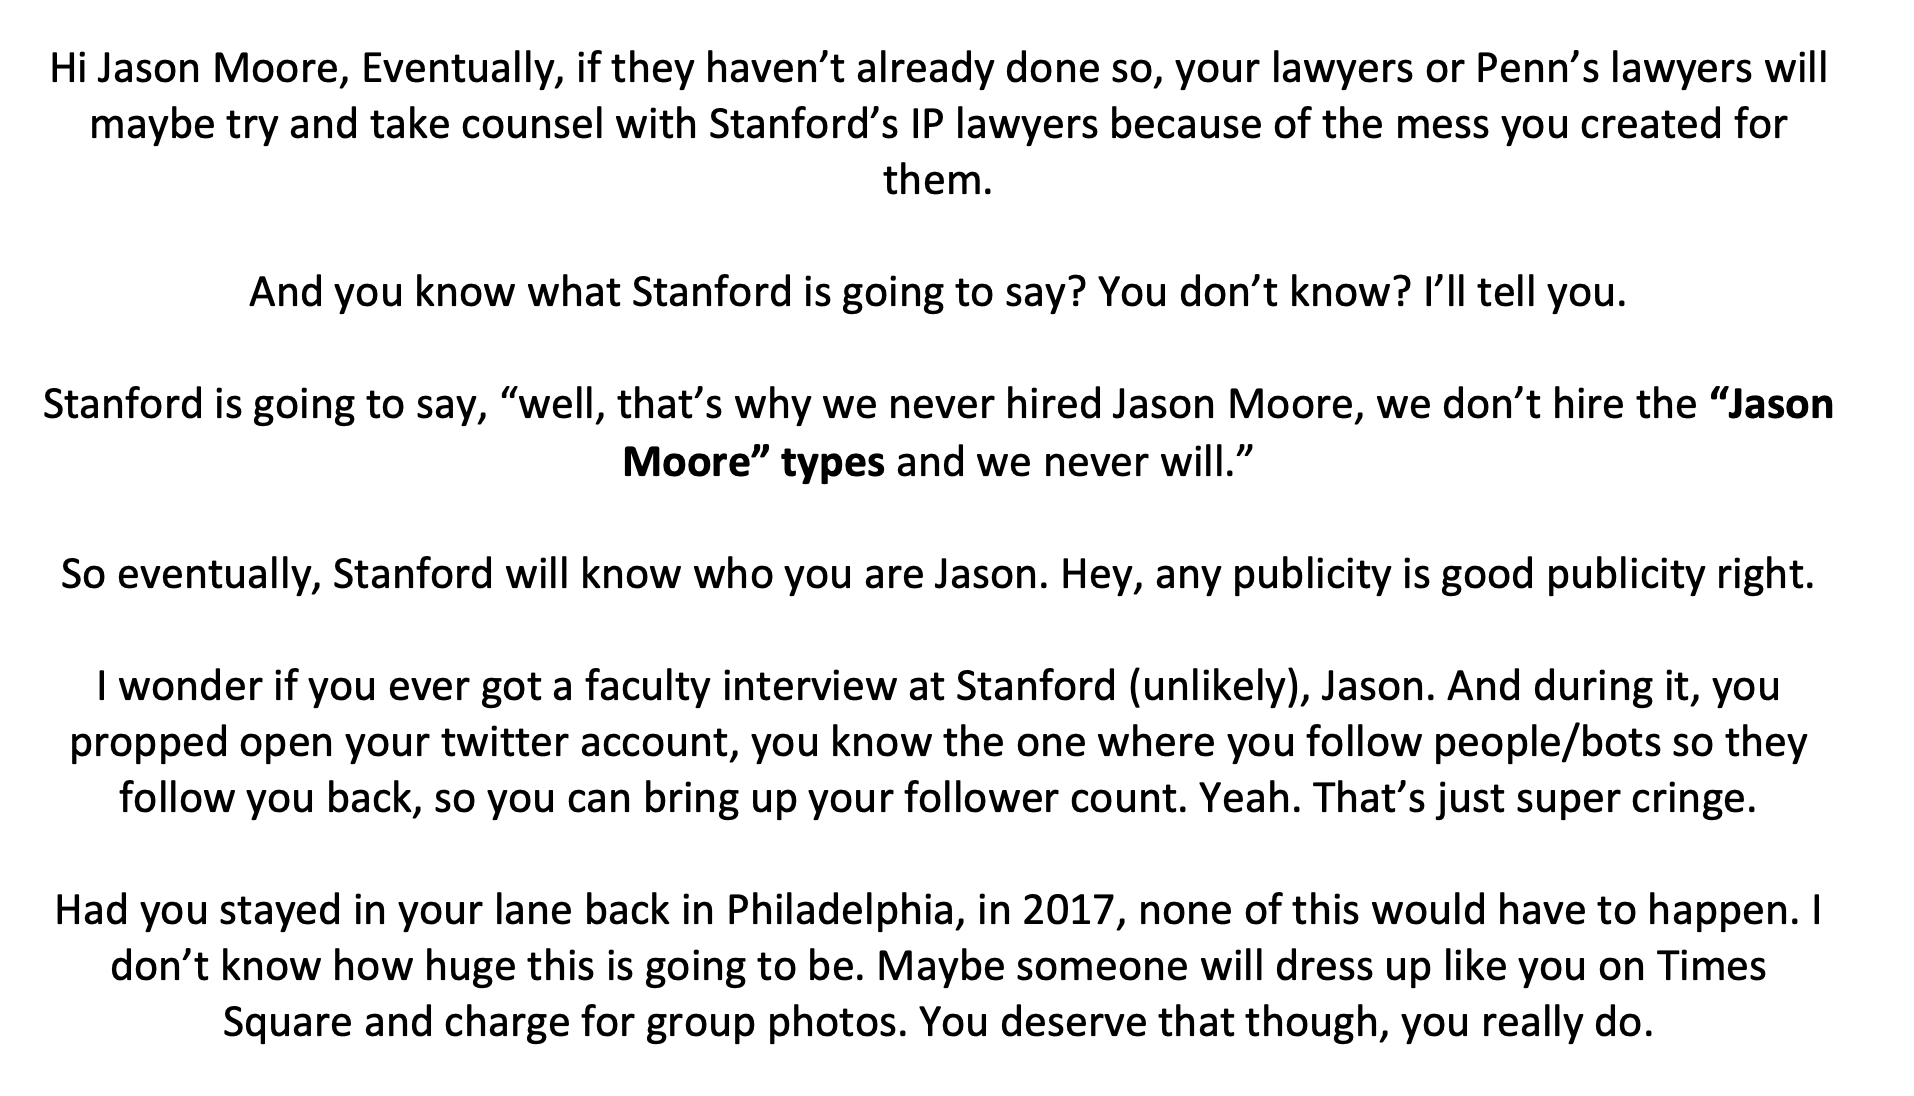 Hi Jason Moore, Eventually, if they haven’t already done so, your lawyers or Penn’s lawyers will
maybe try and take counsel with Stanford’s IP lawyers because of the mess you created for
them.
And you know what Stanford is going to say? You don’t know? I’ll tell you.
Stanford is going to say, “well, that’s why we never hired Jason Moore, we don’t hire the “Jason
Moore” types and we never will.”
So eventually, Stanford will know who you are Jason. Hey, any publicity is good publicity right.
I wonder if you ever got a faculty interview at Stanford (unlikely), Jason. And during it, you
propped open your twitter account, you know the one where you follow people/bots so they
follow you back, so you can bring up your follower count. Yeah. That’s just super cringe.
Had you stayed in your lane back in Philadelphia, in 2017, none of this would have to happen. I
don’t know how huge this is going to be. Maybe someone will dress up like you on Times
Square and charge for group photos. You deserve that though, you really do.